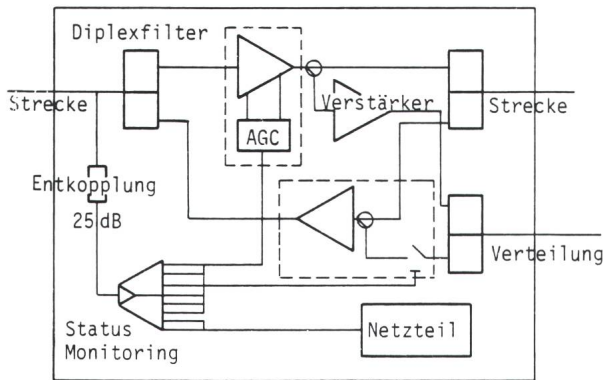 Diplexfilter
Strecke
Verstärker
Strecke
AGC
Entkopplung
25 dB
Verteilung
Status
Monitoring
Netzteil